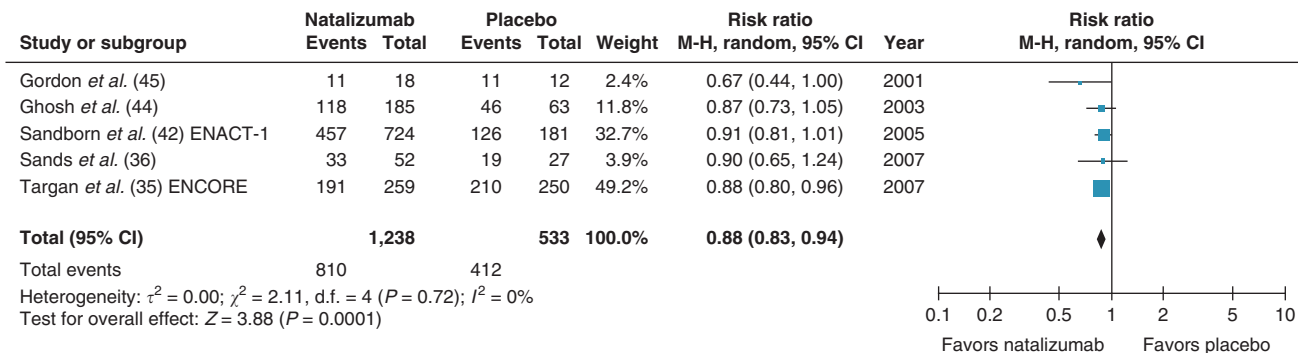 Natalizumab Placebo Risk ratio Risk ratio
Study or subgroup Events Total Events Total Weight M-H, random, 95% CI Year M-H, random, 95% CI
Gordon et al. (45) 11 18 11 12 2.4% 0.67 (0.44, 1.00) 2001
Ghosh et al. (44) 118 185 46 63 11.8% 0.87 (0.73, 1.05) 2003
Sandborn et al. (42) ENACT-1 457 724 126 181 32.7% 0.91 (0.81, 1.01) 2005
Sands et al. (36) 33 52 19 27 3.9% 0.90 (0.65, 1.24) 2007
Targan et al. (35) ENCORE 191 259 210 250 49.2% 0.88 (0.80, 0.96) 2007
Total (95% CI) 1,238 533 100.0% 0.88 (0.83, 0.94)
Total events 810 412
Heterogeneity: τ² = 0.00; χ² = 2.11, d.f. = 4 (P = 0.72); I² = 0%
Test for overall effect: Z = 3.88 (P = 0.0001)
0.1 0.2 0.5 1 2 5 10
Favors natalizumab Favors placebo